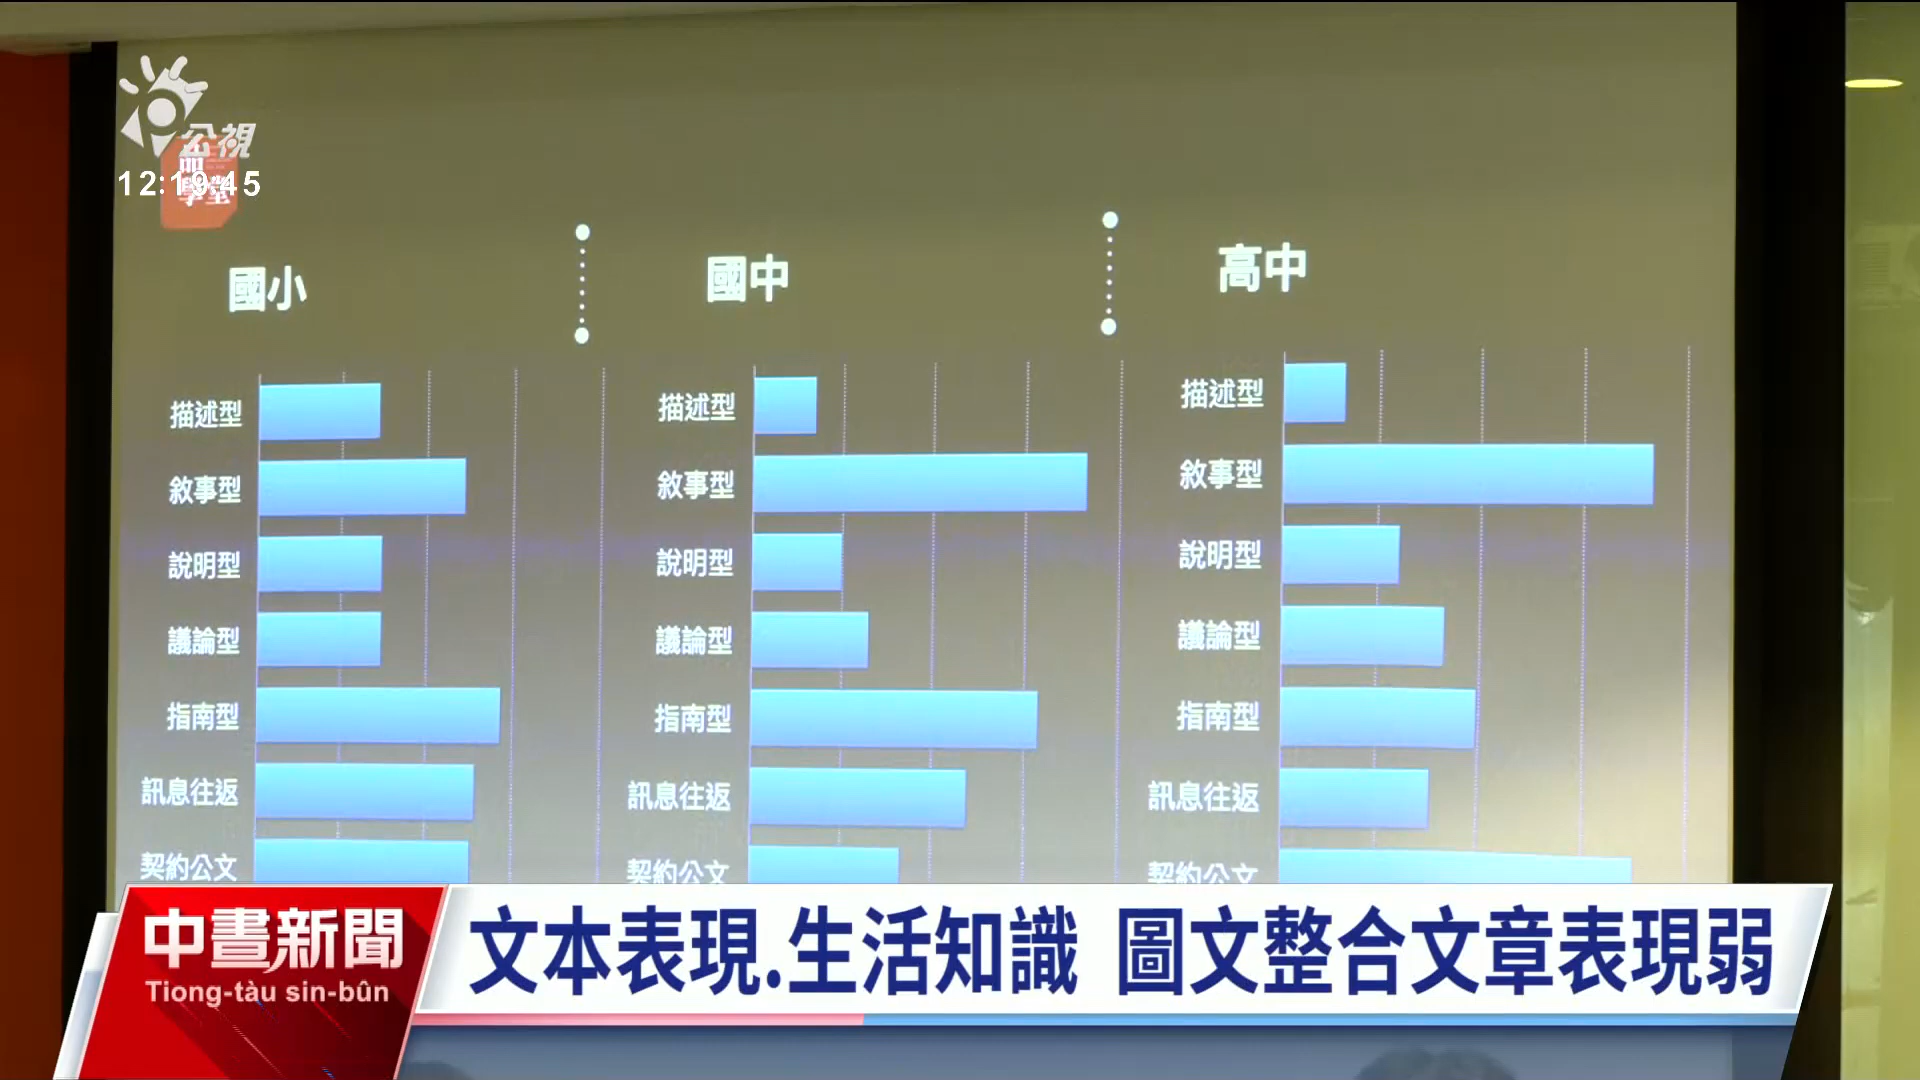 公視
12:19:45
品
學堂
國小
國中
高中
描述型
敘事型
說明型
議論型
指南型
訊息往返
契約公文
描述型
敘事型
說明型
議論型
指南型
訊息往返
契約公文
描述型
敘事型
說明型
議論型
指南型
訊息往返
契約公文
中晝新聞
Tiong-tàu sin-bûn
文本表現.生活知識 圖文整合文章表現弱